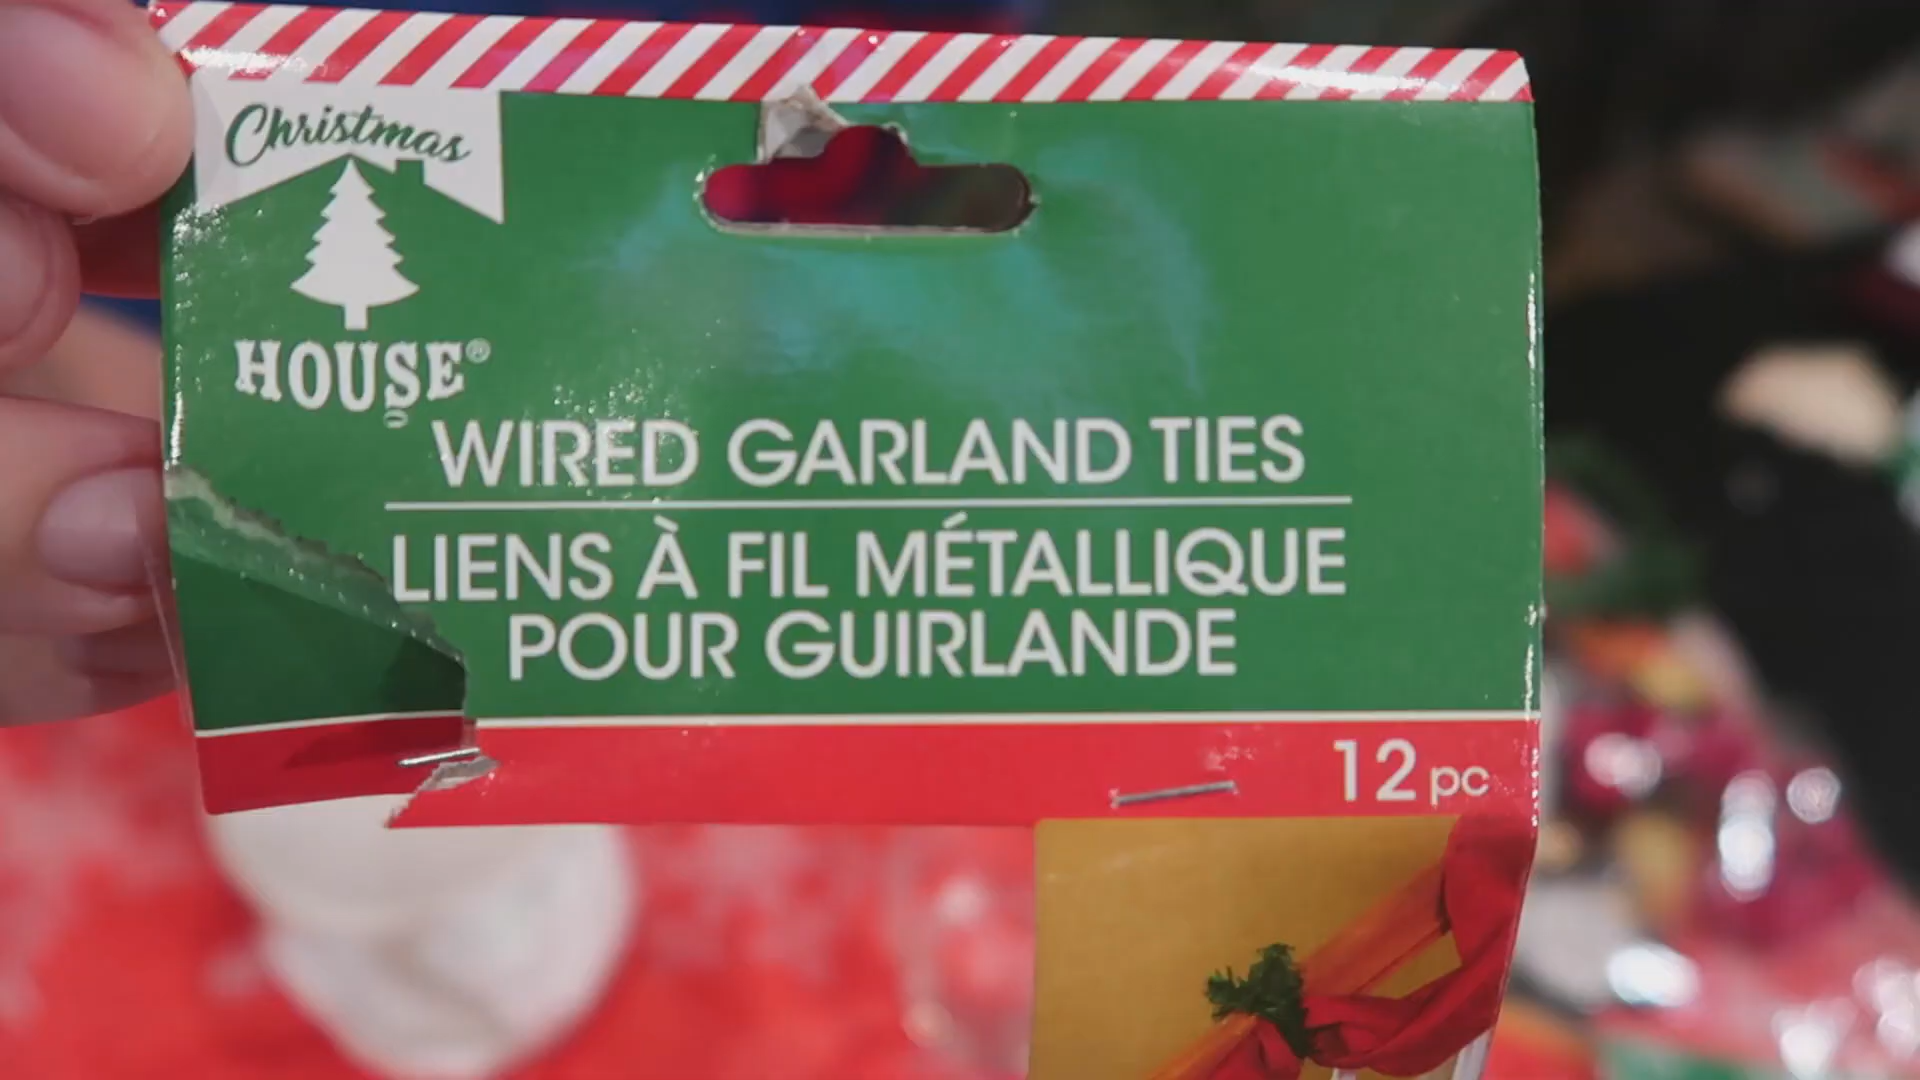 Christmas
HOUSE®
WIRED GARLAND TIES
LIENS À FIL MÉTALLIQUE
POUR GUIRLANDE
12 pc